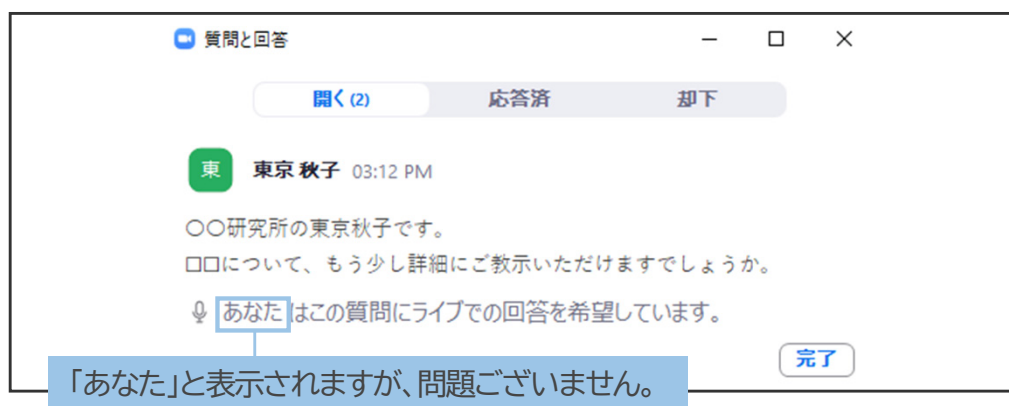 質問と回答
開く(2) 応答済 却下
東 東京 秋子 03:12 PM
〇〇研究所の東京秋子です。
□□について、もう少し詳細にご教示いただけますでしょうか。
あなた はこの質問にライブでの回答を希望しています。
完了
「あなた」と表示されますが、問題ございません。